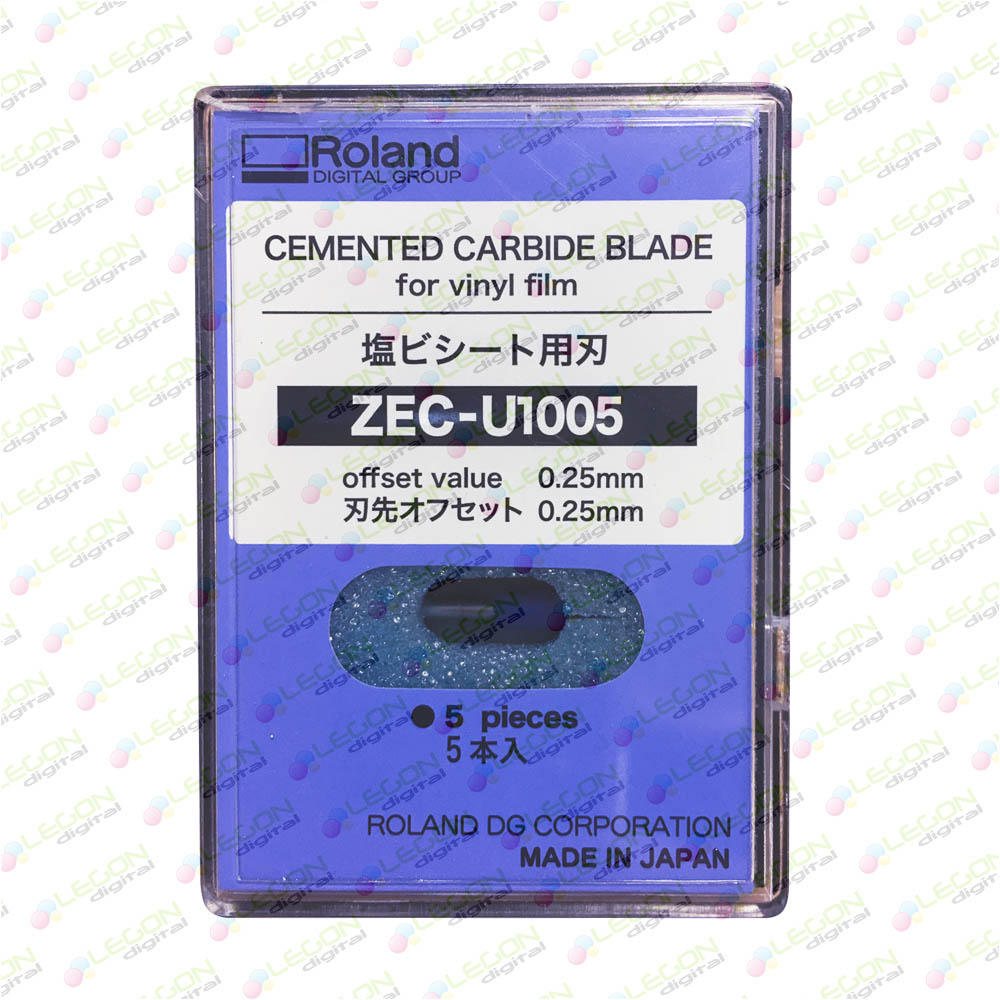 Roland
DIGITAL GROUP
CEMENTED CARBIDE BLADE
for vinyl film
塩ビシート用刃
ZEC-U1005
offset value 0.25mm
刃先オフセット 0.25mm
● 5 pieces
5本入
ROLAND DG CORPORATION
MADE IN JAPAN
LEGON
digital